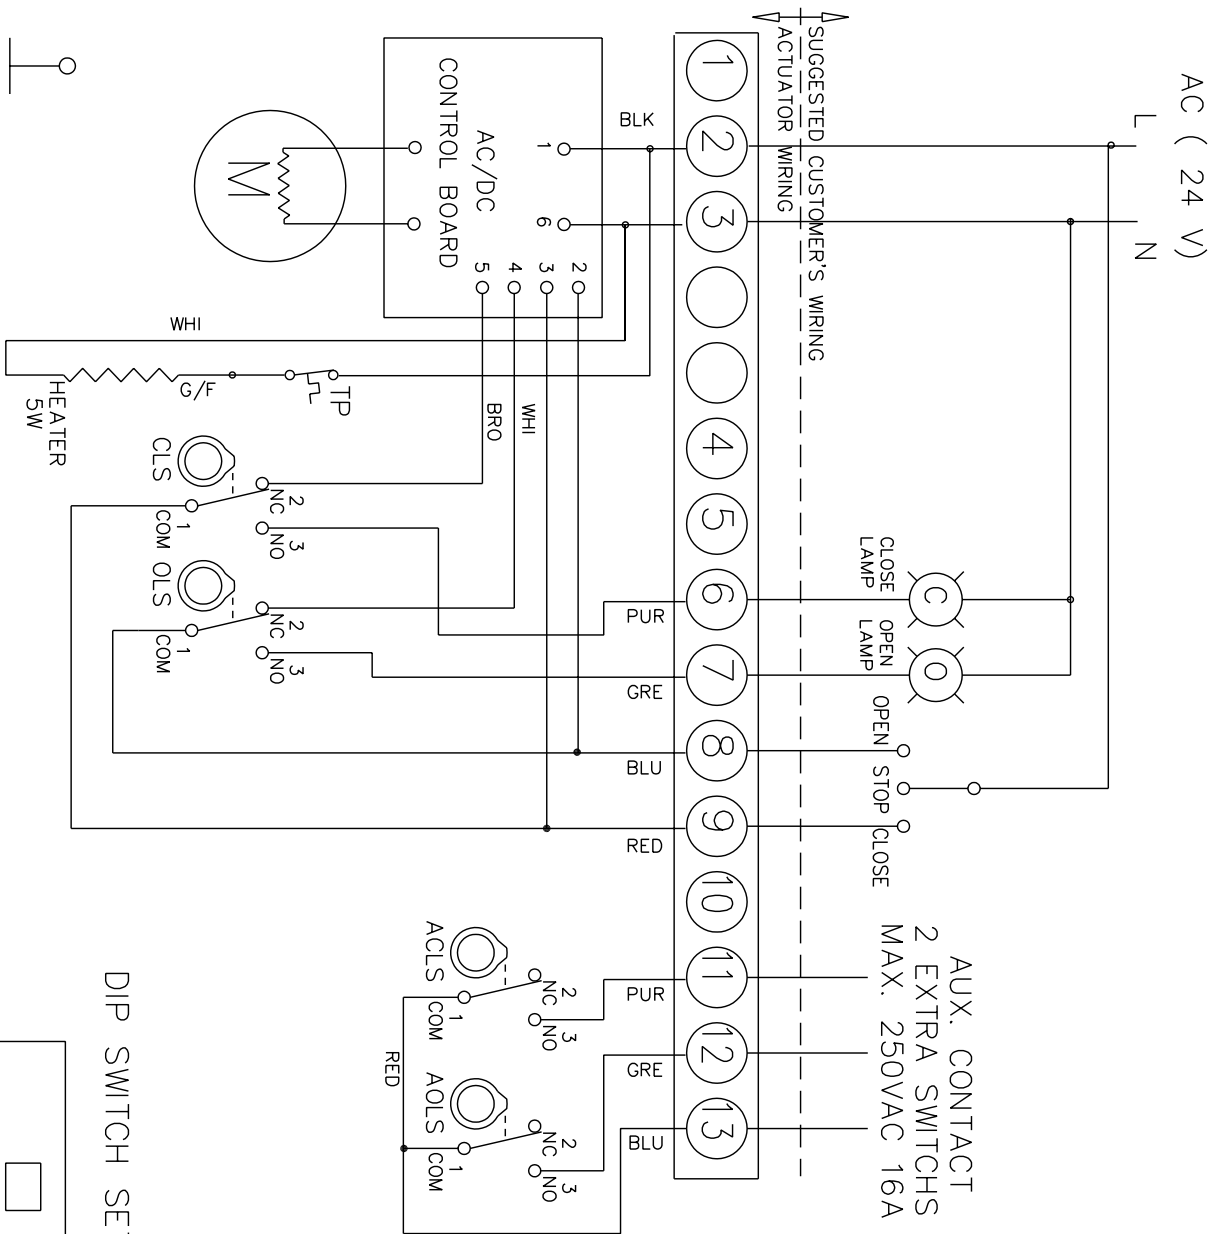 AC ( 24 V)
L
N
SUGGESTED CUSTOMER'S WIRING
ACTUATOR WIRING
1
2
3
4
5
6
7
8
9
10
11
12
13
CLOSE
LAMP
C
OPEN
LAMP
O
OPEN STOP CLOSE
AUX. CONTACT
2 EXTRA SWITCHS
MAX. 250VAC 16A
BLK
PUR
GRE
BLU
RED
PUR
GRE
BLU
AC/DC
CONTROL BOARD
1
6
5
4
3
2
M
WHI
G/F
TP
HEATER
5W
BRO
WHI
CLS
2
NC
3
NO
1
COM
OLS
2
NC
3
NO
1
COM
ACLS
2
NC
3
NO
1
COM
RED
AOLS
2
NC
3
NO
1
COM
DIP SWITCH SE